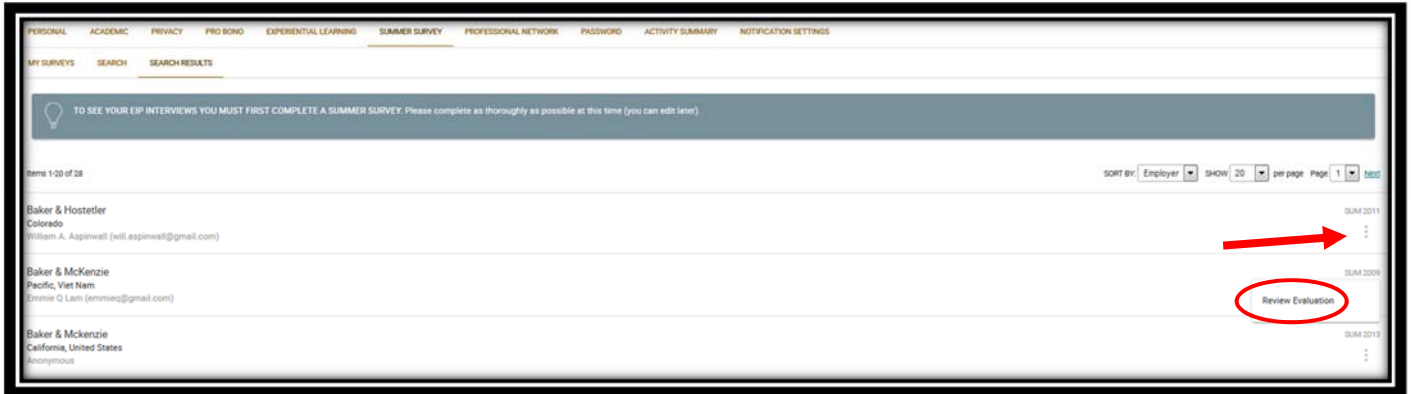 PERSONAL ACADEMIC PRIVACY PRO BONO EXPERIENTIAL LEARNING SUMMER SURVEY PROFESSIONAL NETWORK PASSWORD ACTIVITY SUMMARY NOTIFICATION SETTINGS
MY SURVEYS SEARCH SEARCH RESULTS
TO SEE YOUR EIP INTERVIEWS YOU MUST FIRST COMPLETE A SUMMER SURVEY. Please complete as thoroughly as possible at this time (you can edit later).
Items 1-20 of 28 SORT BY: Employer SHOW 20 per page Page 1 Next
Baker & Hostetler SUM 2011
Colorado
William A. Aspinwall (will.aspinwall@gmail.com)
Baker & McKenzie SUM 2009
Pacific, Viet Nam
Emmie Q Lam (emmieq@gmail.com)
Review Evaluation
Baker & Mckenzie SUM 2013
California, United States
Anonymous